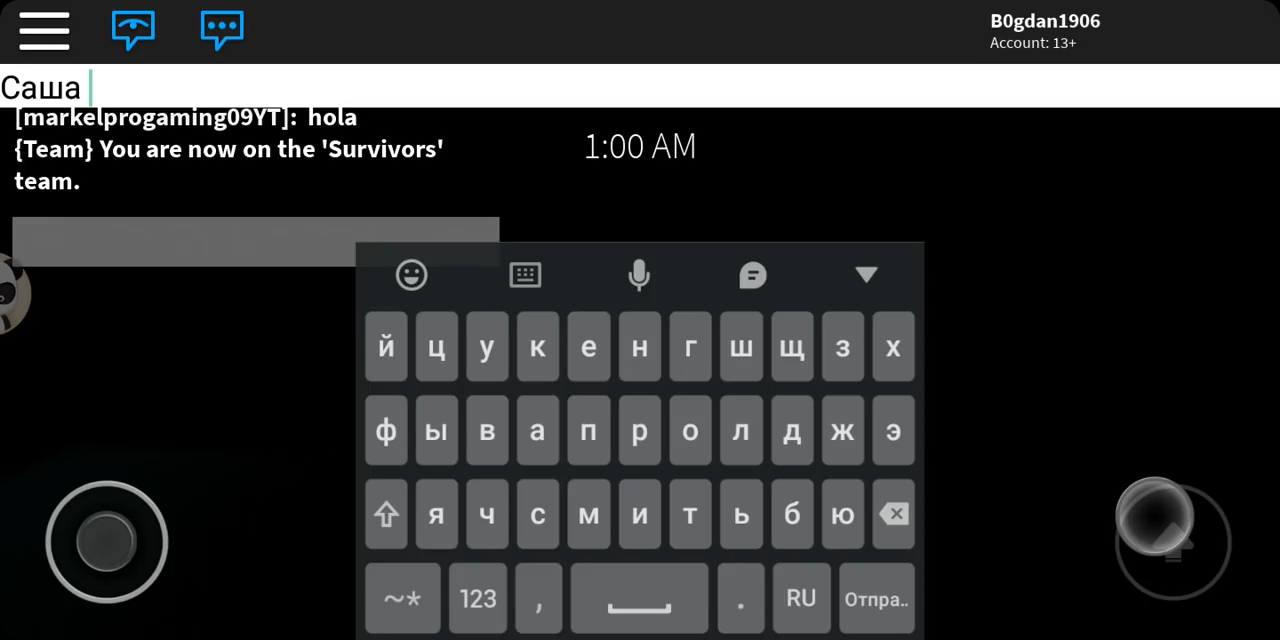 B0gdan1906
Account: 13+
Саша
[markelprogaming09YT]: hola
{Team} You are now on the 'Survivors'
team.
1:00 AM
й ц у к е н г ш щ з х
ф ы в а п р о л д ж э
я ч с м и т ь б ю
~* 123 , . RU Отпра..